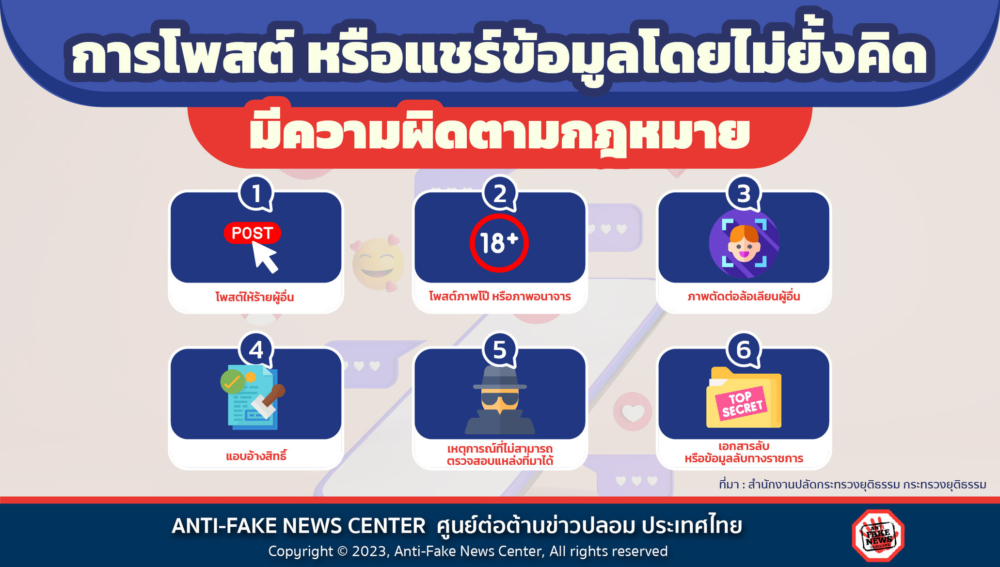 การโพสต์ หรือแชร์ข้อมูลโดยไม่ยั้งคิด
มีความผิดตามกฎหมาย
1
POST
โพสต์ให้ร้ายผู้อื่น
2
18+
โพสต์ภาพโป๊ หรือภาพอนาจาร
3
ภาพตัดต่อล้อเลียนผู้อื่น
4
แอบอ้างสิทธิ์
5
เหตุการณ์ที่ไม่สามารถ
ตรวจสอบแหล่งที่มาได้
6
TOP
SECRET
เอกสารลับ
หรือข้อมูลลับทางราชการ
ที่มา : สำนักงานปลัดกระทรวงยุติธรรม กระทรวงยุติธรรม
ANTI-FAKE NEWS CENTER ศูนย์ต่อต้านข่าวปลอม ประเทศไทย
Copyright © 2023, Anti-Fake News Center, All rights reserved
ANTI
FAKE
NEWS
THAILAND